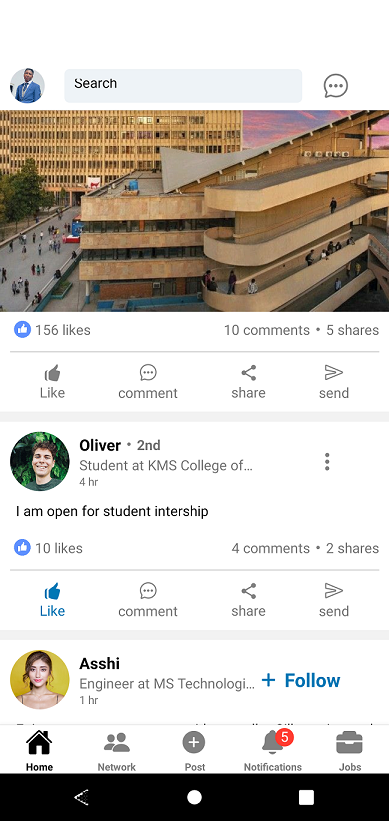 Search
156 likes
10 comments • 5 shares
Like
comment
share
send
Oliver • 2nd
Student at KMS College of...
4 hr
I am open for student intership
10 likes
4 comments • 2 shares
Like
comment
share
send
Asshi
Engineer at MS Technologi...
+ Follow
1 hr
5
Home
Network
Post
Notifications
Jobs